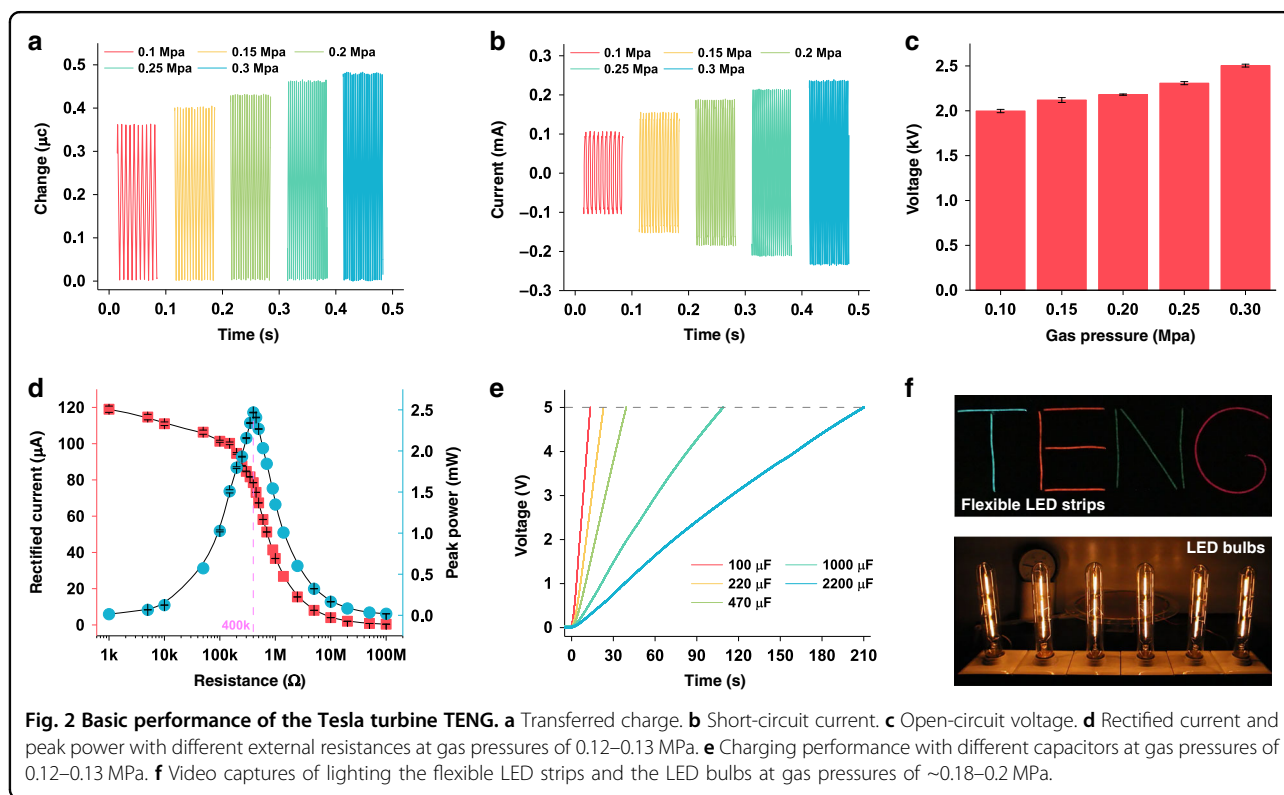 a
0.1 Mpa 0.15 Mpa 0.2 Mpa
0.25 Mpa 0.3 Mpa
0.5
0.4
0.3
0.2
0.1
0.0
Change (μc)
0.0 0.1 0.2 0.3 0.4 0.5
Time (s)
b
0.1 Mpa 0.15 Mpa 0.2 Mpa
0.25 Mpa 0.3 Mpa
0.3
0.2
0.1
0.0
−0.1
−0.2
−0.3
Current (mA)
0.0 0.1 0.2 0.3 0.4 0.5
Time (s)
c
2.5
2.0
1.5
1.0
0.5
0.0
Voltage (kV)
0.10 0.15 0.20 0.25 0.30
Gas pressure (Mpa)
d
120
100
80
60
40
20
0
Rectified current (μA)
2.5
2.0
1.5
1.0
0.5
0.0
Peak power (mW)
400k
1k 10k 100k 1M 10M 100M
Resistance (Ω)
e
5
4
3
2
1
0
Voltage (V)
100 μF 1000 μF
220 μF 2200 μF
470 μF
0 30 60 90 120 150 180 210
Time (s)
f
TENG
Flexible LED strips
LED bulbs
Fig. 2 Basic performance of the Tesla turbine TENG. a Transferred charge. b Short-circuit current. c Open-circuit voltage. d Rectified current and
peak power with different external resistances at gas pressures of 0.12–0.13 MPa. e Charging performance with different capacitors at gas pressures of
0.12–0.13 MPa. f Video captures of lighting the flexible LED strips and the LED bulbs at gas pressures of ~0.18–0.2 MPa.